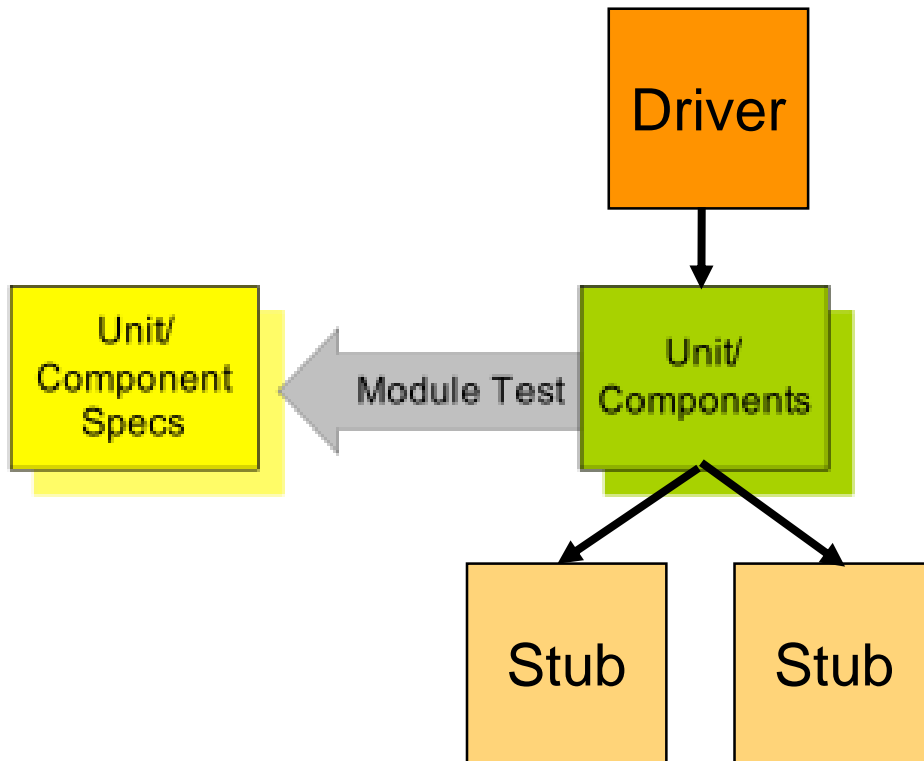 Driver
Unit/
Component
Specs
Module Test
Unit/
Components
Stub
Stub